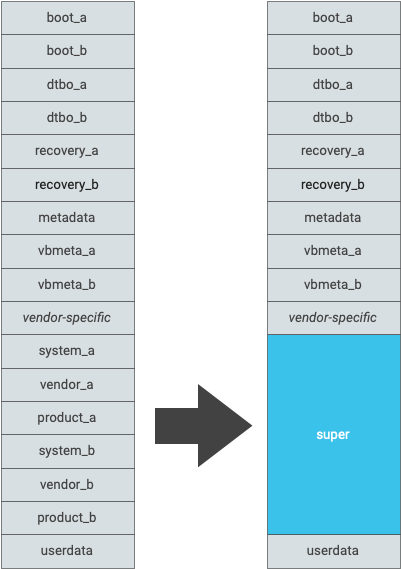 boot_a
boot_b
dtbo_a
dtbo_b
recovery_a
recovery_b
metadata
vbmeta_a
vbmeta_b
vendor-specific
system_a
vendor_a
product_a
system_b
vendor_b
product_b
userdata
boot_a
boot_b
dtbo_a
dtbo_b
recovery_a
recovery_b
metadata
vbmeta_a
vbmeta_b
vendor-specific
super
userdata